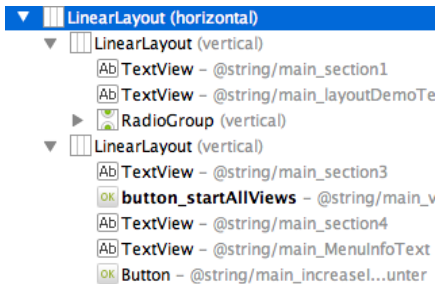 LinearLayout (horizontal)
LinearLayout (vertical)
Ab TextView – @string/main_section1
Ab TextView – @string/main_layoutDemoTe
RadioGroup (vertical)
LinearLayout (vertical)
Ab TextView – @string/main_section3
OK button_startAllViews – @string/main_v
Ab TextView – @string/main_section4
Ab TextView – @string/main_MenuInfoText
OK Button – @string/main_increaseI...unter